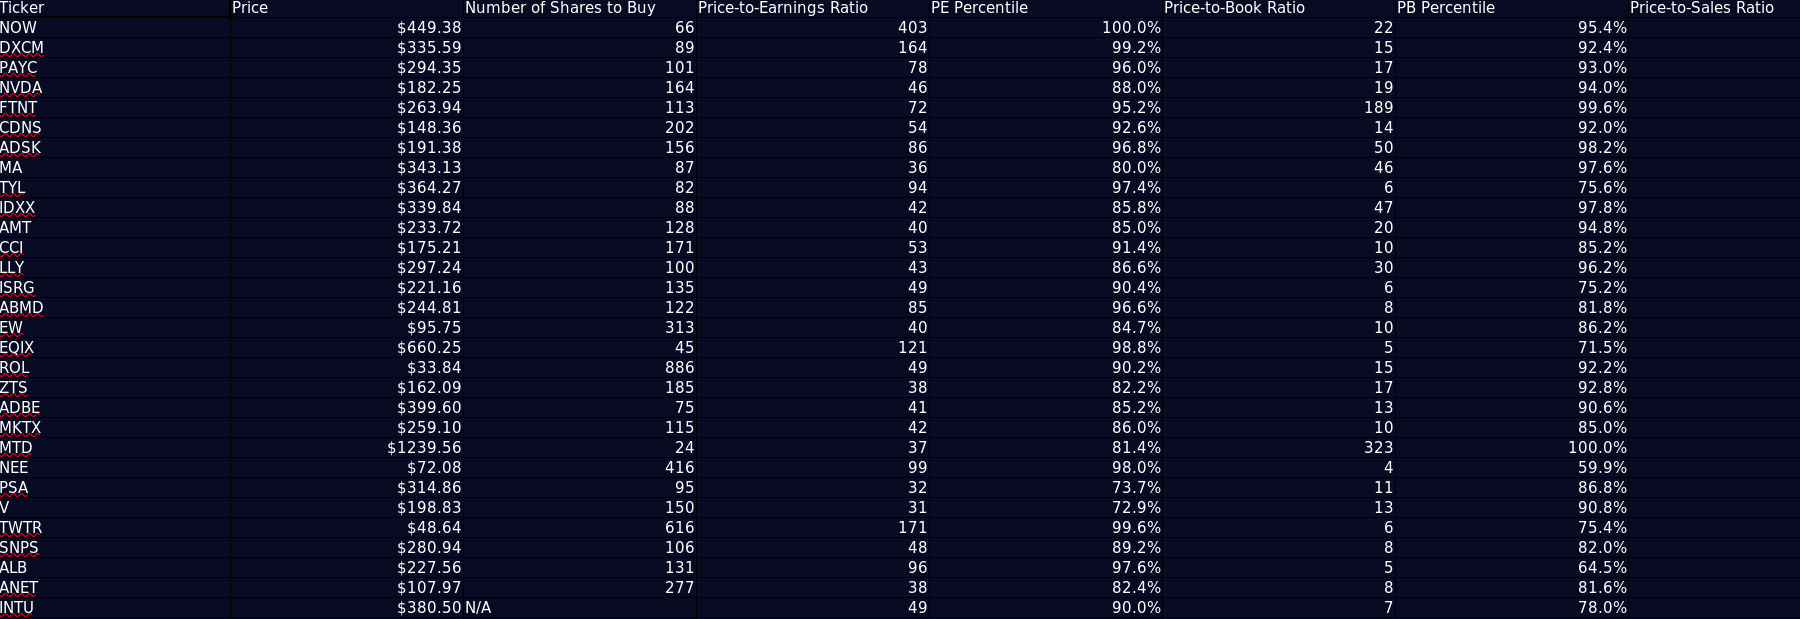 Ticker Price Number of Shares to Buy Price-to-Earnings Ratio PE Percentile Price-to-Book Ratio PB Percentile Price-to-Sales Ratio
NOW $449.38 66 403 100.0% 22 95.4%
DXCM $335.59 89 164 99.2% 15 92.4%
PAYC $294.35 101 78 96.0% 17 93.0%
NVDA $182.25 164 46 88.0% 19 94.0%
FTNT $263.94 113 72 95.2% 189 99.6%
CDNS $148.36 202 54 92.6% 14 92.0%
ADSK $191.38 156 86 96.8% 50 98.2%
MA $343.13 87 36 80.0% 46 97.6%
TYL $364.27 82 94 97.4% 6 75.6%
IDXX $339.84 88 42 85.8% 47 97.8%
AMT $233.72 128 40 85.0% 20 94.8%
CCI $175.21 171 53 91.4% 10 85.2%
LLY $297.24 100 43 86.6% 30 96.2%
ISRG $221.16 135 49 90.4% 6 75.2%
ABMD $244.81 122 85 96.6% 8 81.8%
EW $95.75 313 40 84.7% 10 86.2%
EQIX $660.25 45 121 98.8% 5 71.5%
ROL $33.84 886 49 90.2% 15 92.2%
ZTS $162.09 185 38 82.2% 17 92.8%
ADBE $399.60 75 41 85.2% 13 90.6%
MKTX $259.10 115 42 86.0% 10 85.0%
MTD $1239.56 24 37 81.4% 323 100.0%
NEE $72.08 416 99 98.0% 4 59.9%
PSA $314.86 95 32 73.7% 11 86.8%
V $198.83 150 31 72.9% 13 90.8%
TWTR $48.64 616 171 99.6% 6 75.4%
SNPS $280.94 106 48 89.2% 8 82.0%
ALB $227.56 131 96 97.6% 5 64.5%
ANET $107.97 277 38 82.4% 8 81.6%
INTU $380.50 N/A 49 90.0% 7 78.0%